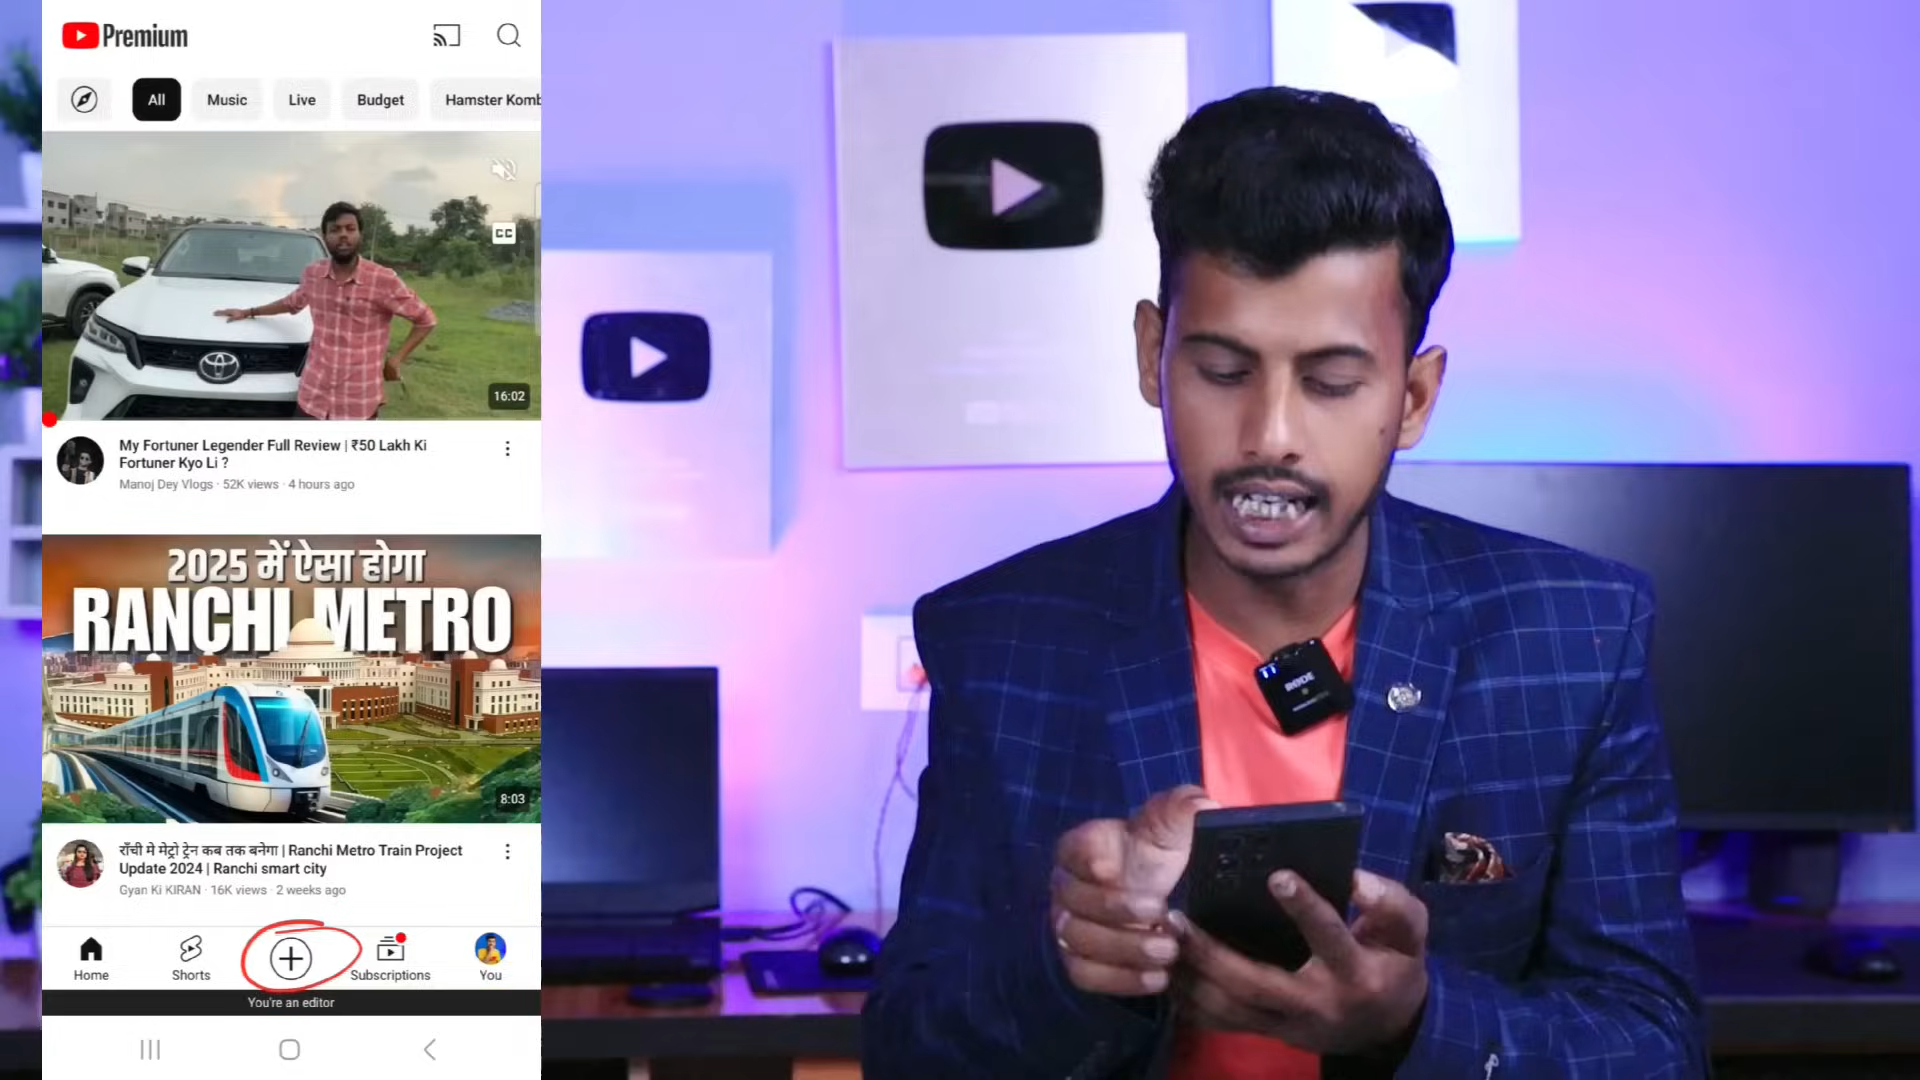 Premium
All
Music
Live
Budget
Hamster Komb
CC
16:02
My Fortuner Legender Full Review | ₹50 Lakh Ki
Fortuner Kyo Li ?
Manoj Dey Vlogs · 52K views · 4 hours ago
2025 में ऐसा होगा
RANCHI METRO
8:03
राँची मे मेट्रो ट्रेन कब तक बनेगा | Ranchi Metro Train Project
Update 2024 | Ranchi smart city
Gyan Ki KIRAN · 16K views · 2 weeks ago
Home
Shorts
Subscriptions
You
You're an editor
RØDE